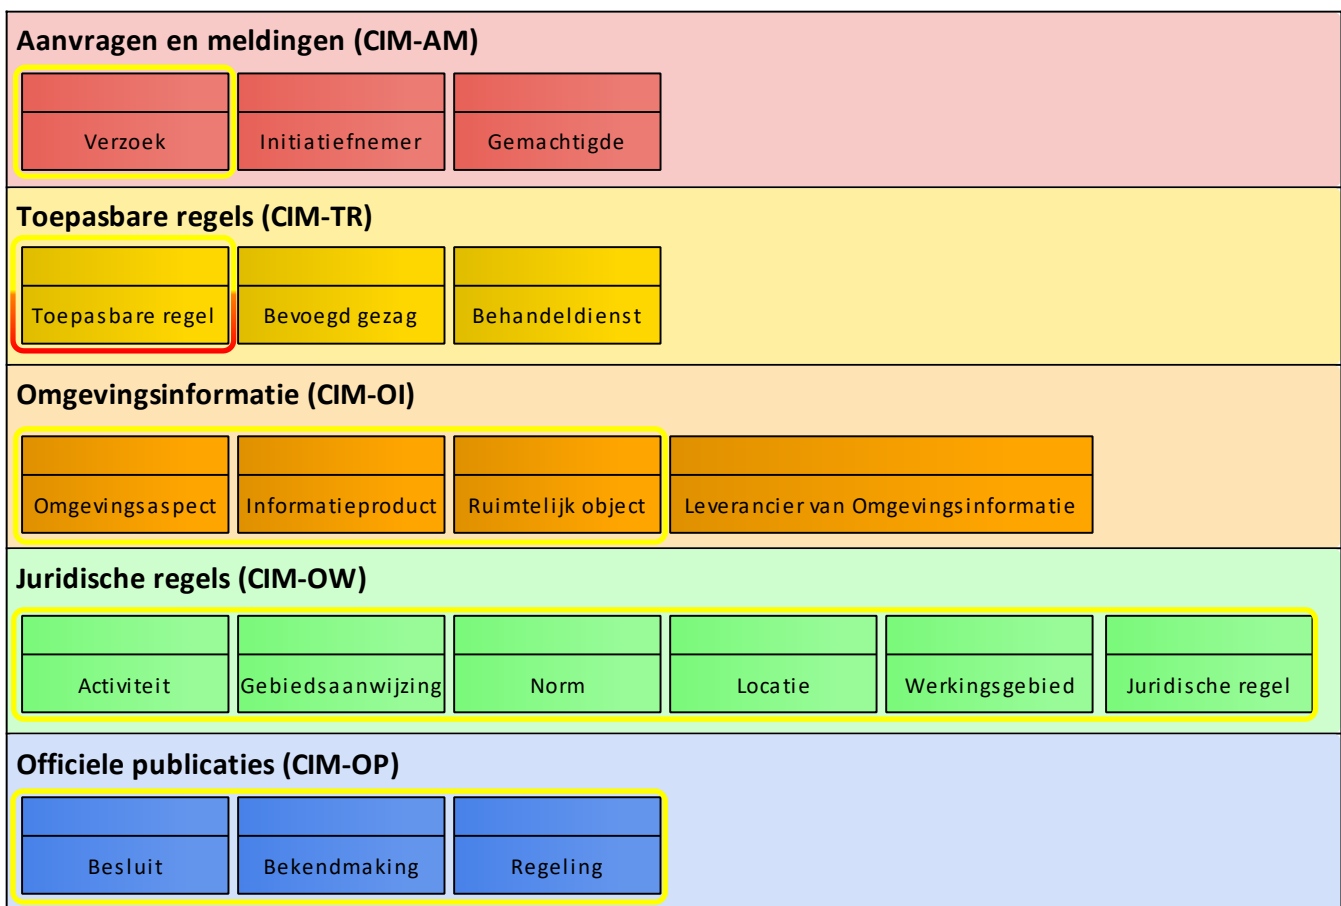 Aanvragen en meldingen (CIM-AM)
Verzoek
Initiatiefnemer
Gemachtigde
Toepasbare regels (CIM-TR)
Toepasbare regel
Bevoegd gezag
Behandeldienst
Omgevingsinformatie (CIM-OI)
Omgevingsaspect
Informatieproduct
Ruimtelijk object
Leverancier van Omgevingsinformatie
Juridische regels (CIM-OW)
Activiteit
Gebiedsaanwijzing
Norm
Locatie
Werkingsgebied
Juridische regel
Officiele publicaties (CIM-OP)
Besluit
Bekendmaking
Regeling